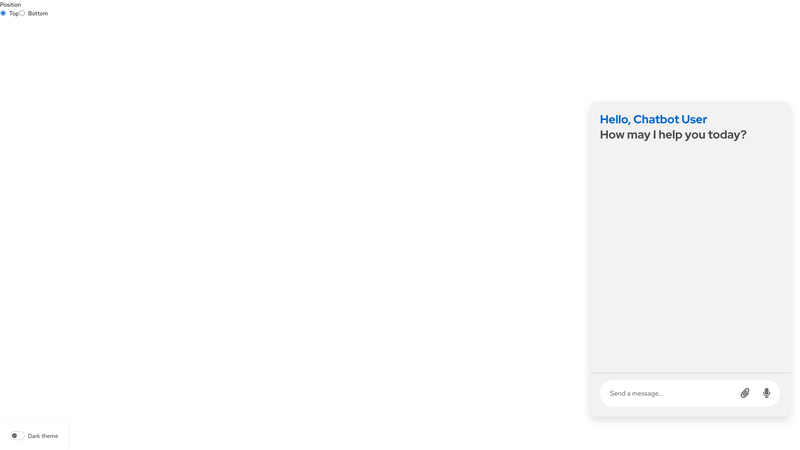 Position
Top Bottom
Hello, Chatbot User
How may I help you today?
Send a message...
Dark theme